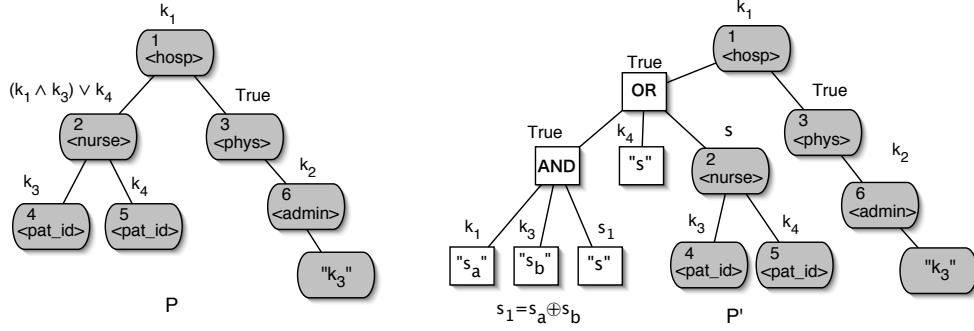 k₁
1
<hosp>
(k₁ ∧ k₃) ∨ k₄
True
2
<nurse>
3
<phys>
k₃
k₄
k₂
4
<pat_id>
5
<pat_id>
6
<admin>
"k₃"
P
k₁
1
<hosp>
True
OR
True
True
k₄
s
3
<phys>
AND
"s"
2
<nurse>
k₂
k₁
k₃
s₁
k₃
k₄
6
<admin>
"sₐ"
"s_b"
"s"
4
<pat_id>
5
<pat_id>
"k₃"
s₁=sₐ⊕s_b
P'